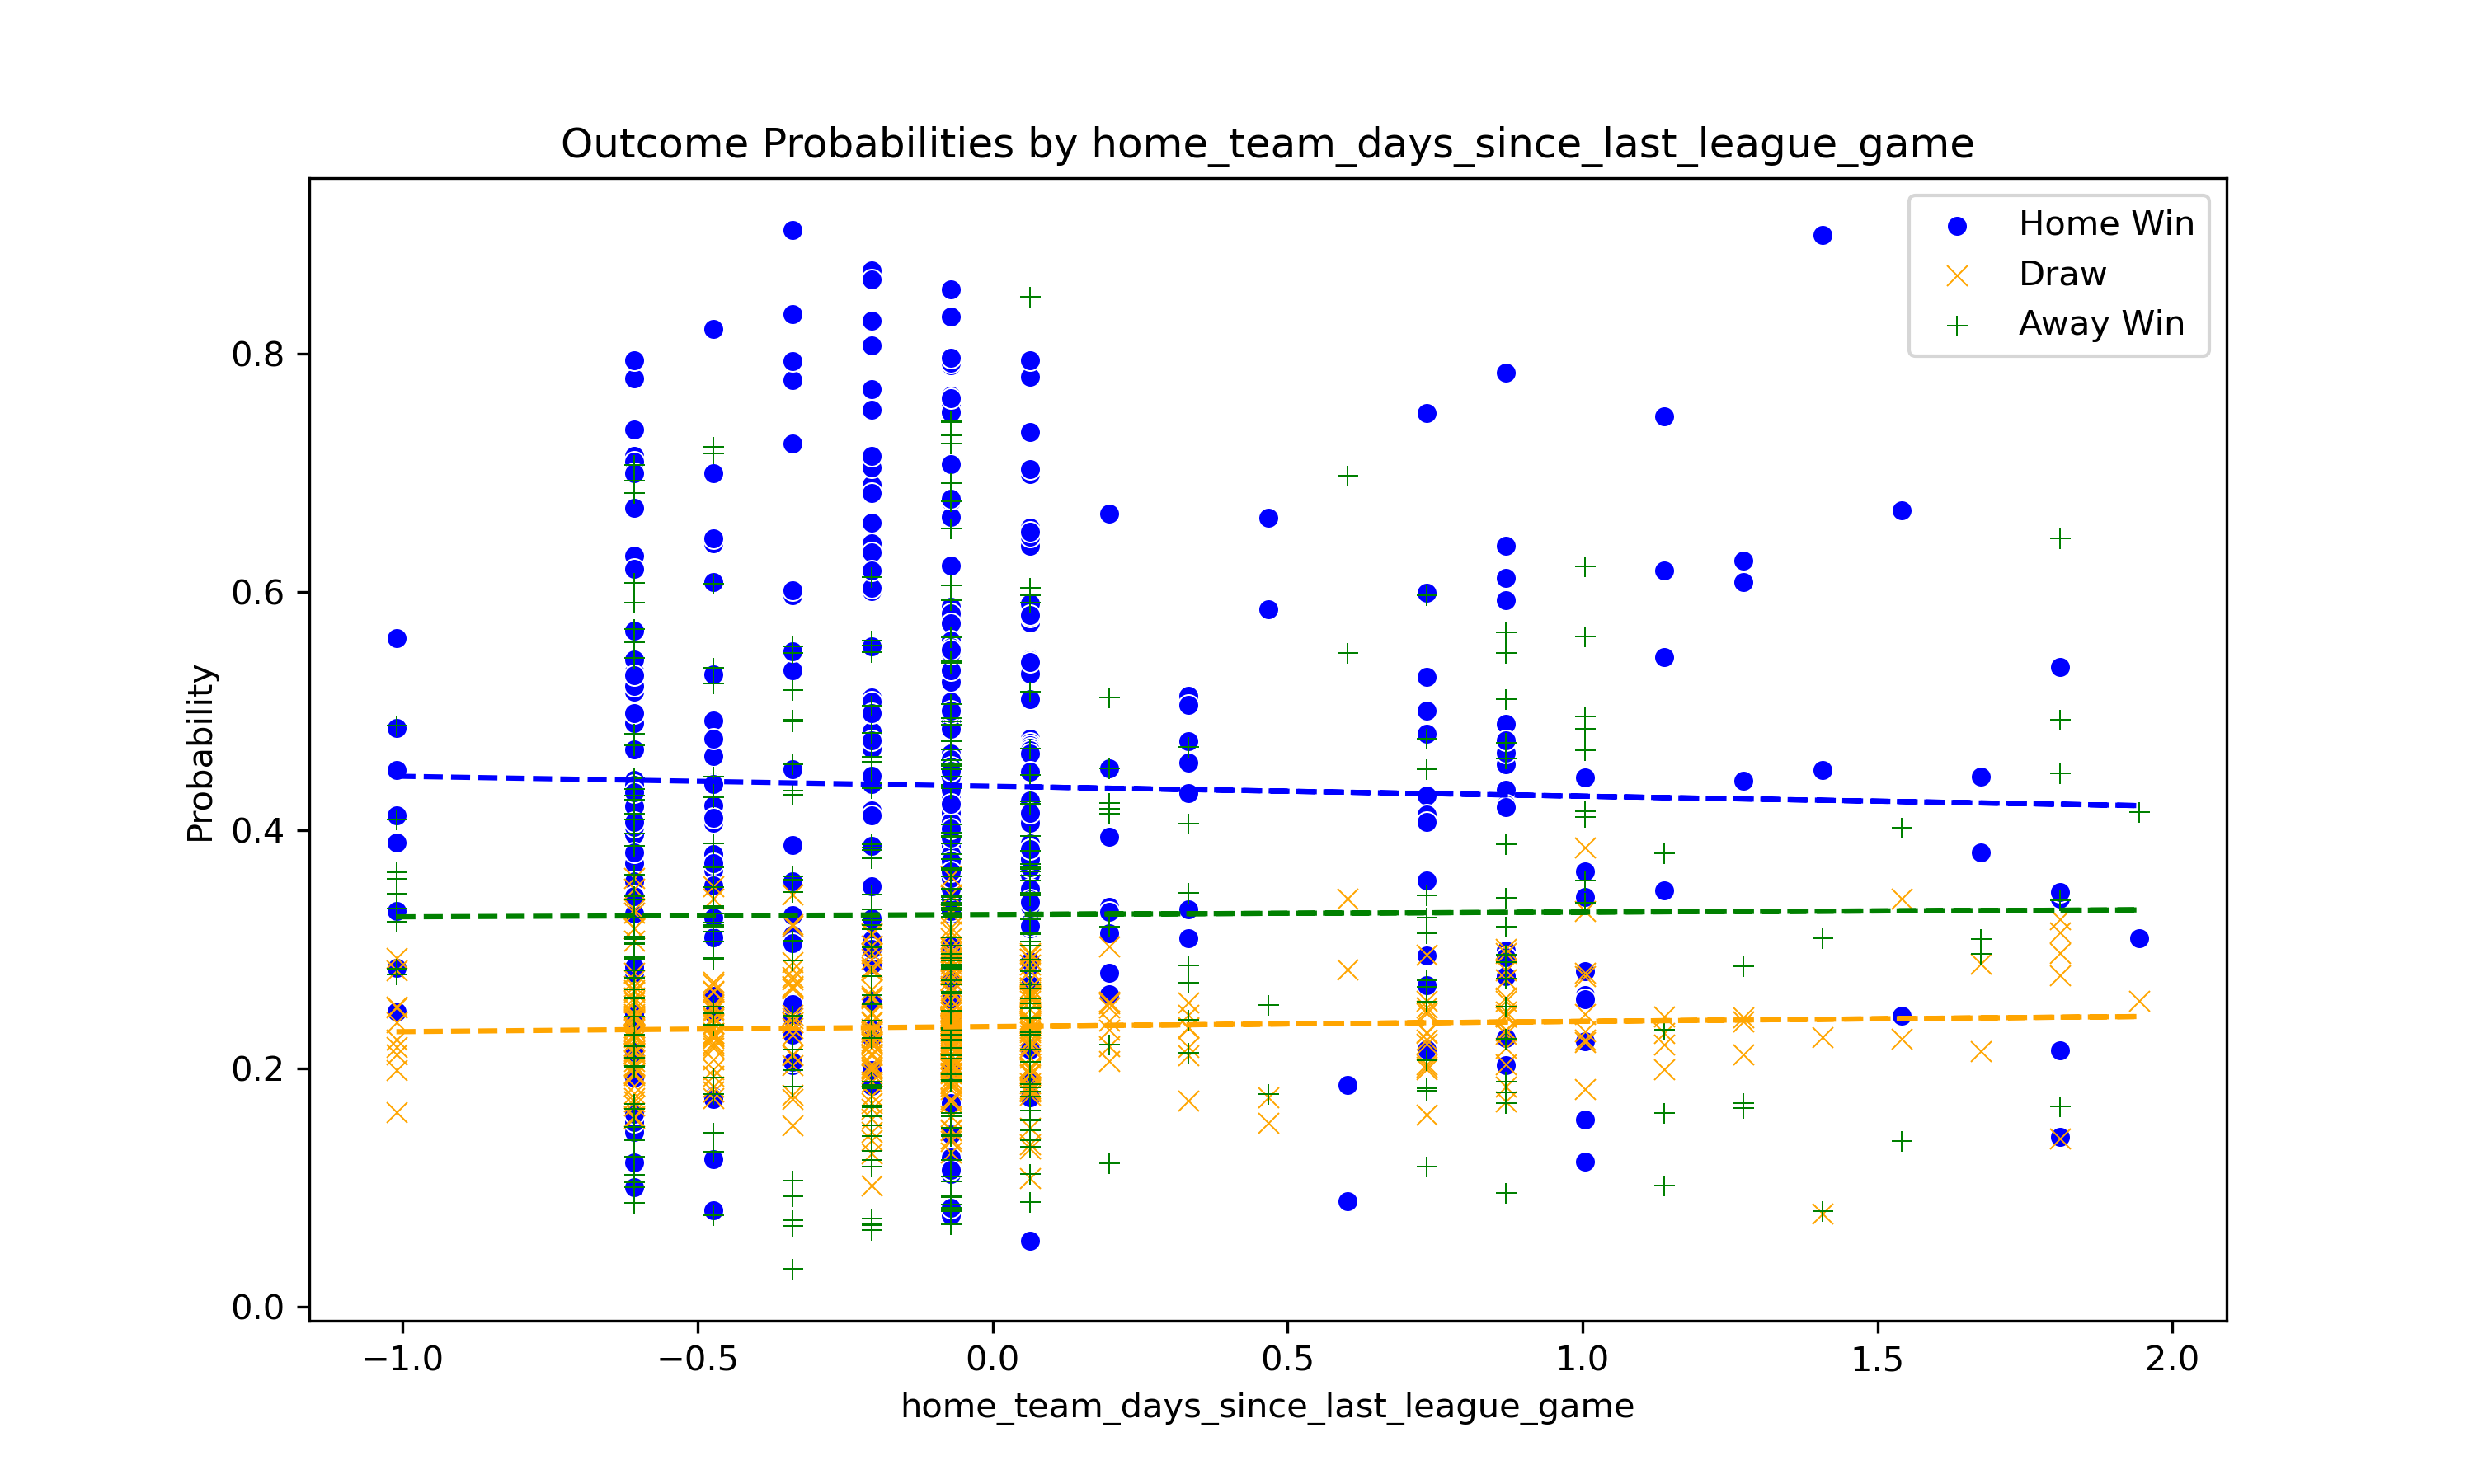 Outcome Probabilities by home_team_days_since_last_league_game
Home Win
Draw
Away Win
Probability
0.8
0.6
0.4
0.2
0.0
−1.0 −0.5 0.0 0.5 1.0 1.5 2.0
home_team_days_since_last_league_game